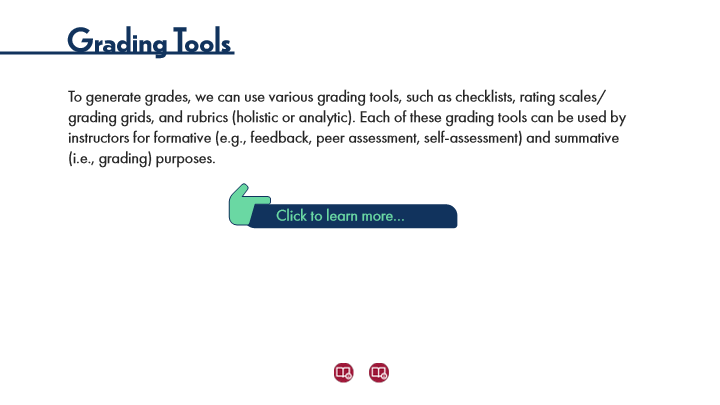 Grading Tools
To generate grades, we can use various grading tools, such as checklists, rating scales/
grading grids, and rubrics (holistic or analytic). Each of these grading tools can be used by
instructors for formative (e.g., feedback, peer assessment, self-assessment) and summative
(i.e., grading) purposes.
Click to learn more...